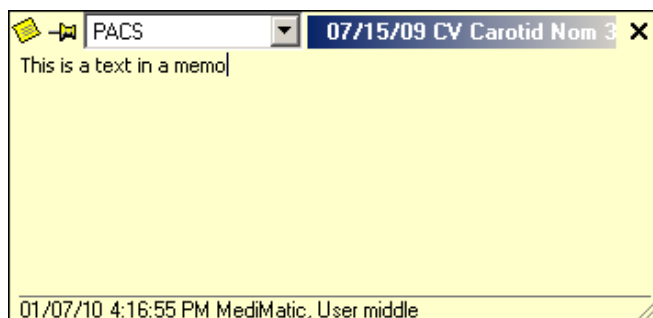 PACS 07/15/09 CV Carotid Nom 3
This is a text in a memo
01/07/10 4:16:55 PM MediMatic, User middle